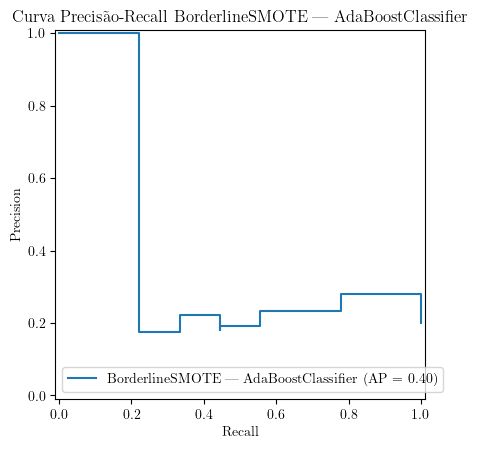 Curva Precisão-Recall BorderlineSMOTE — AdaBoostClassifier
1.0
0.8
0.6
0.4
0.2
0.0
Precision
BorderlineSMOTE — AdaBoostClassifier (AP = 0.40)
0.0 0.2 0.4 0.6 0.8 1.0
Recall